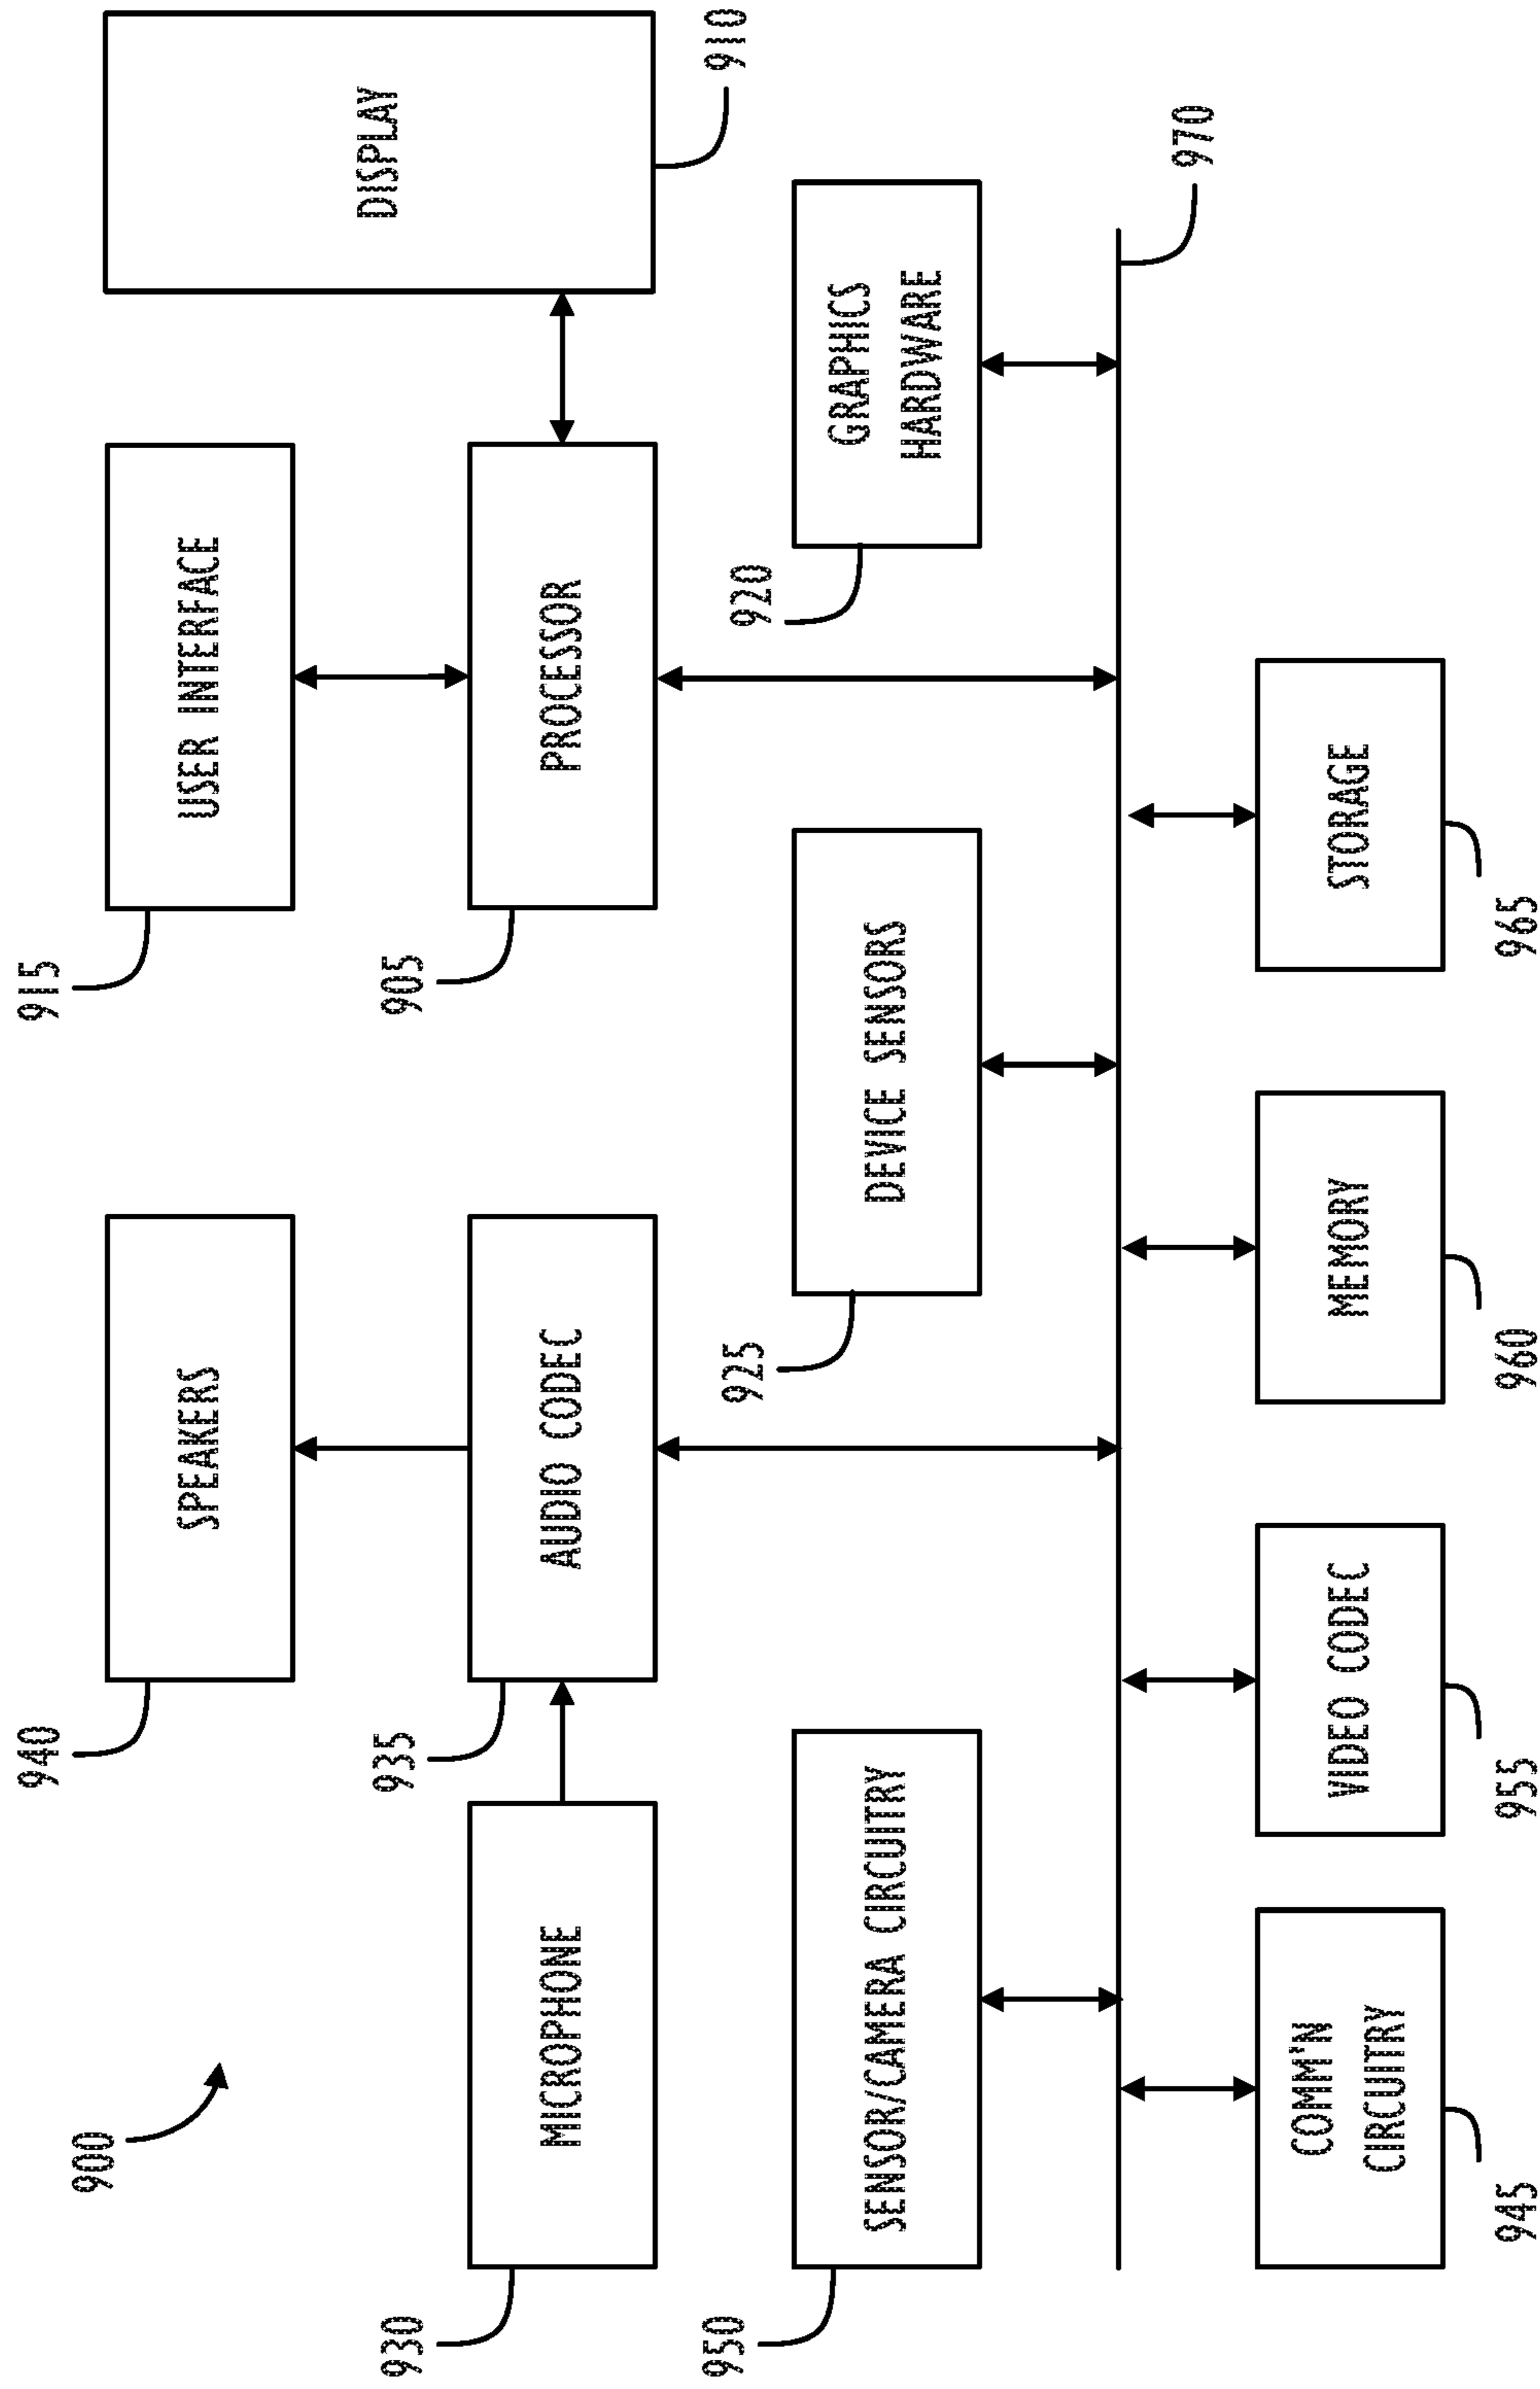 900
940
SPEAKERS
915
USER INTERFACE
DISPLAY
910
930
MICROPHONE
935
AUDIO CODEC
905
PROCESSOR
950
SENSOR/CAMERA CIRCUITRY
925
DEVICE SENSORS
920
GRAPHICS
HARDWARE
970
COMM'N
CIRCUITRY
945
VIDEO CODEC
955
MEMORY
960
STORAGE
965